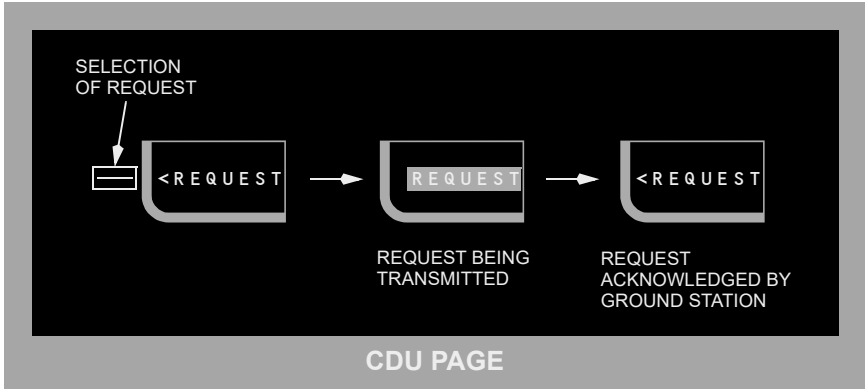 SELECTION
OF REQUEST
<REQUEST
REQUEST
<REQUEST
REQUEST BEING
TRANSMITTED
REQUEST
ACKNOWLEDGED BY
GROUND STATION
CDU PAGE